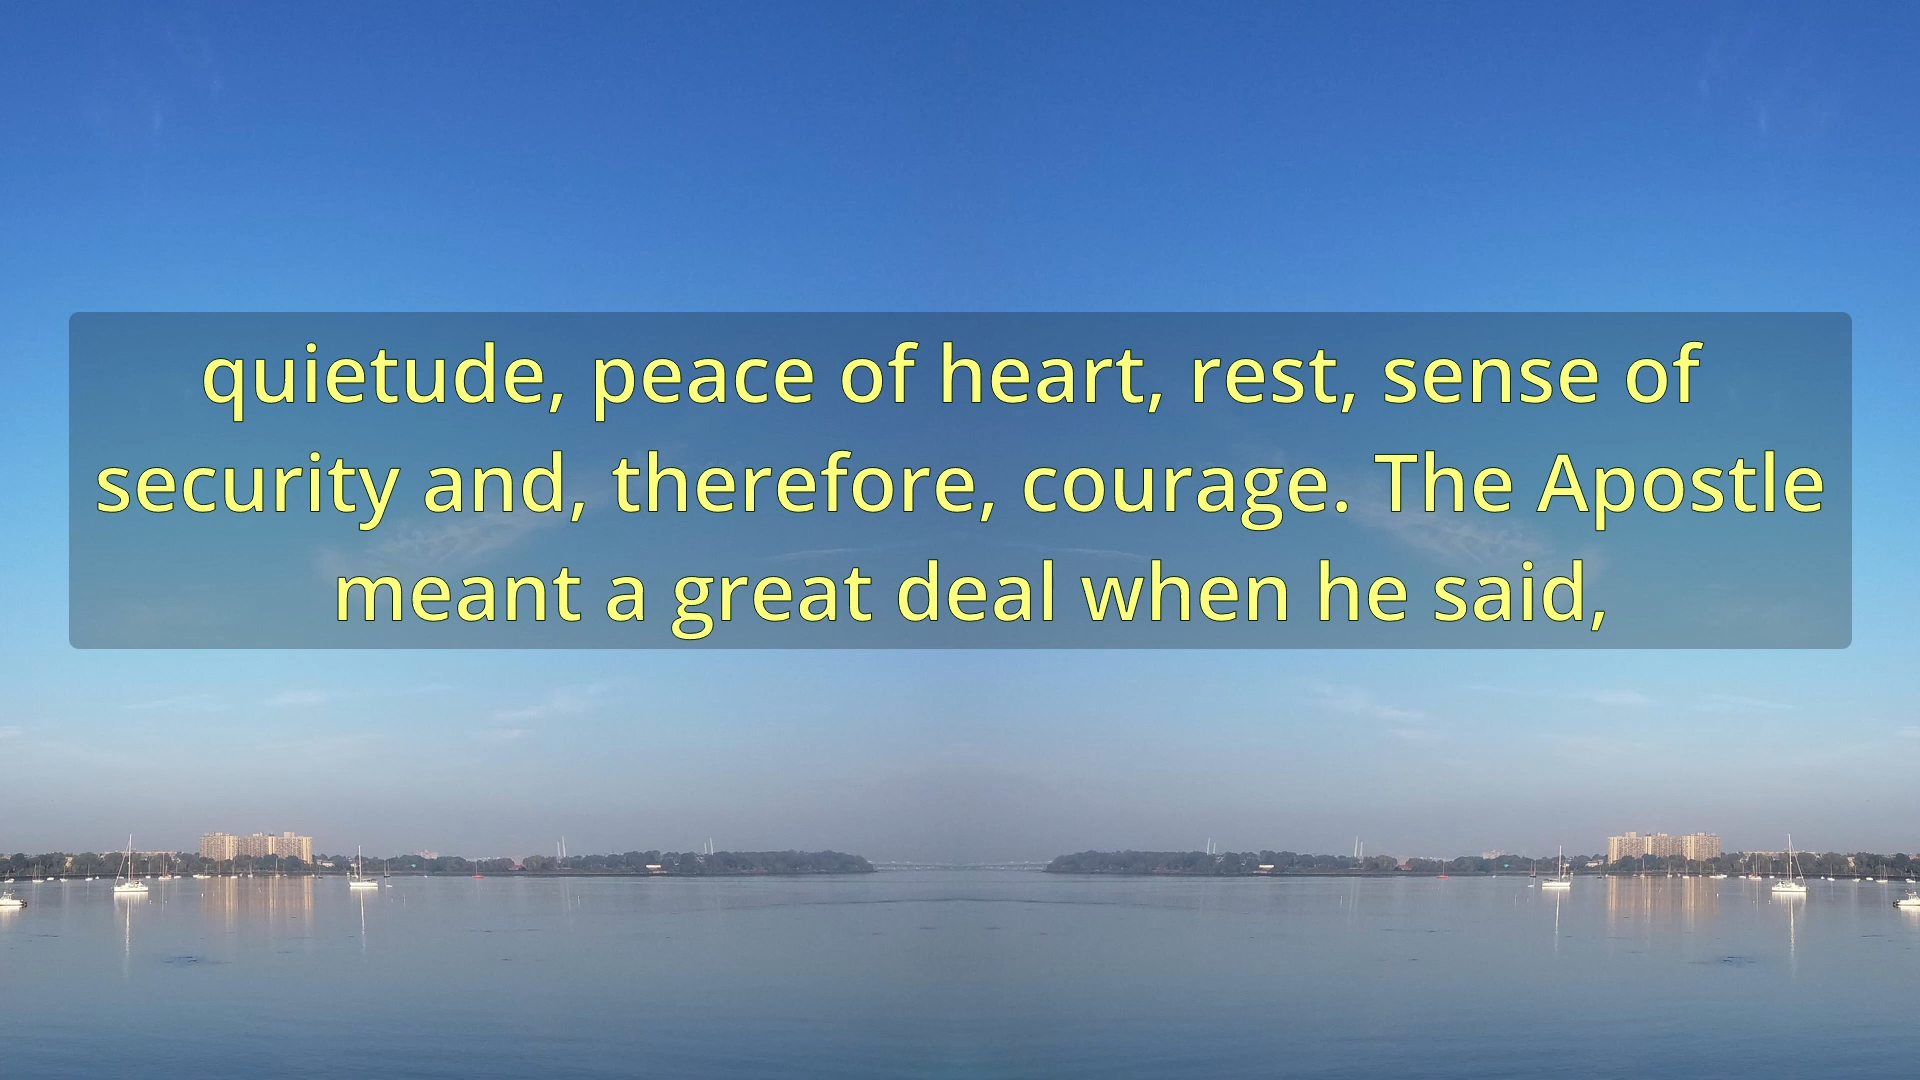 quietude, peace of heart, rest, sense of
security and, therefore, courage. The Apostle
meant a great deal when he said,